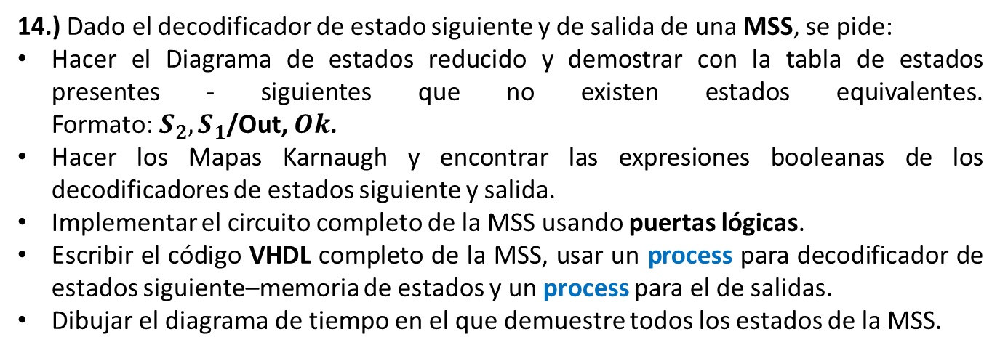 14.) Dado el decodificador de estado siguiente y de salida de una MSS, se pide:
• Hacer el Diagrama de estados reducido y demostrar con la tabla de estados
presentes - siguientes que no existen estados equivalentes.
Formato: S₂, S₁/Out, Ok.
• Hacer los Mapas Karnaugh y encontrar las expresiones booleanas de los
decodificadores de estados siguiente y salida.
• Implementar el circuito completo de la MSS usando puertas lógicas.
• Escribir el código VHDL completo de la MSS, usar un process para decodificador de
estados siguiente–memoria de estados y un process para el de salidas.
• Dibujar el diagrama de tiempo en el que demuestre todos los estados de la MSS.